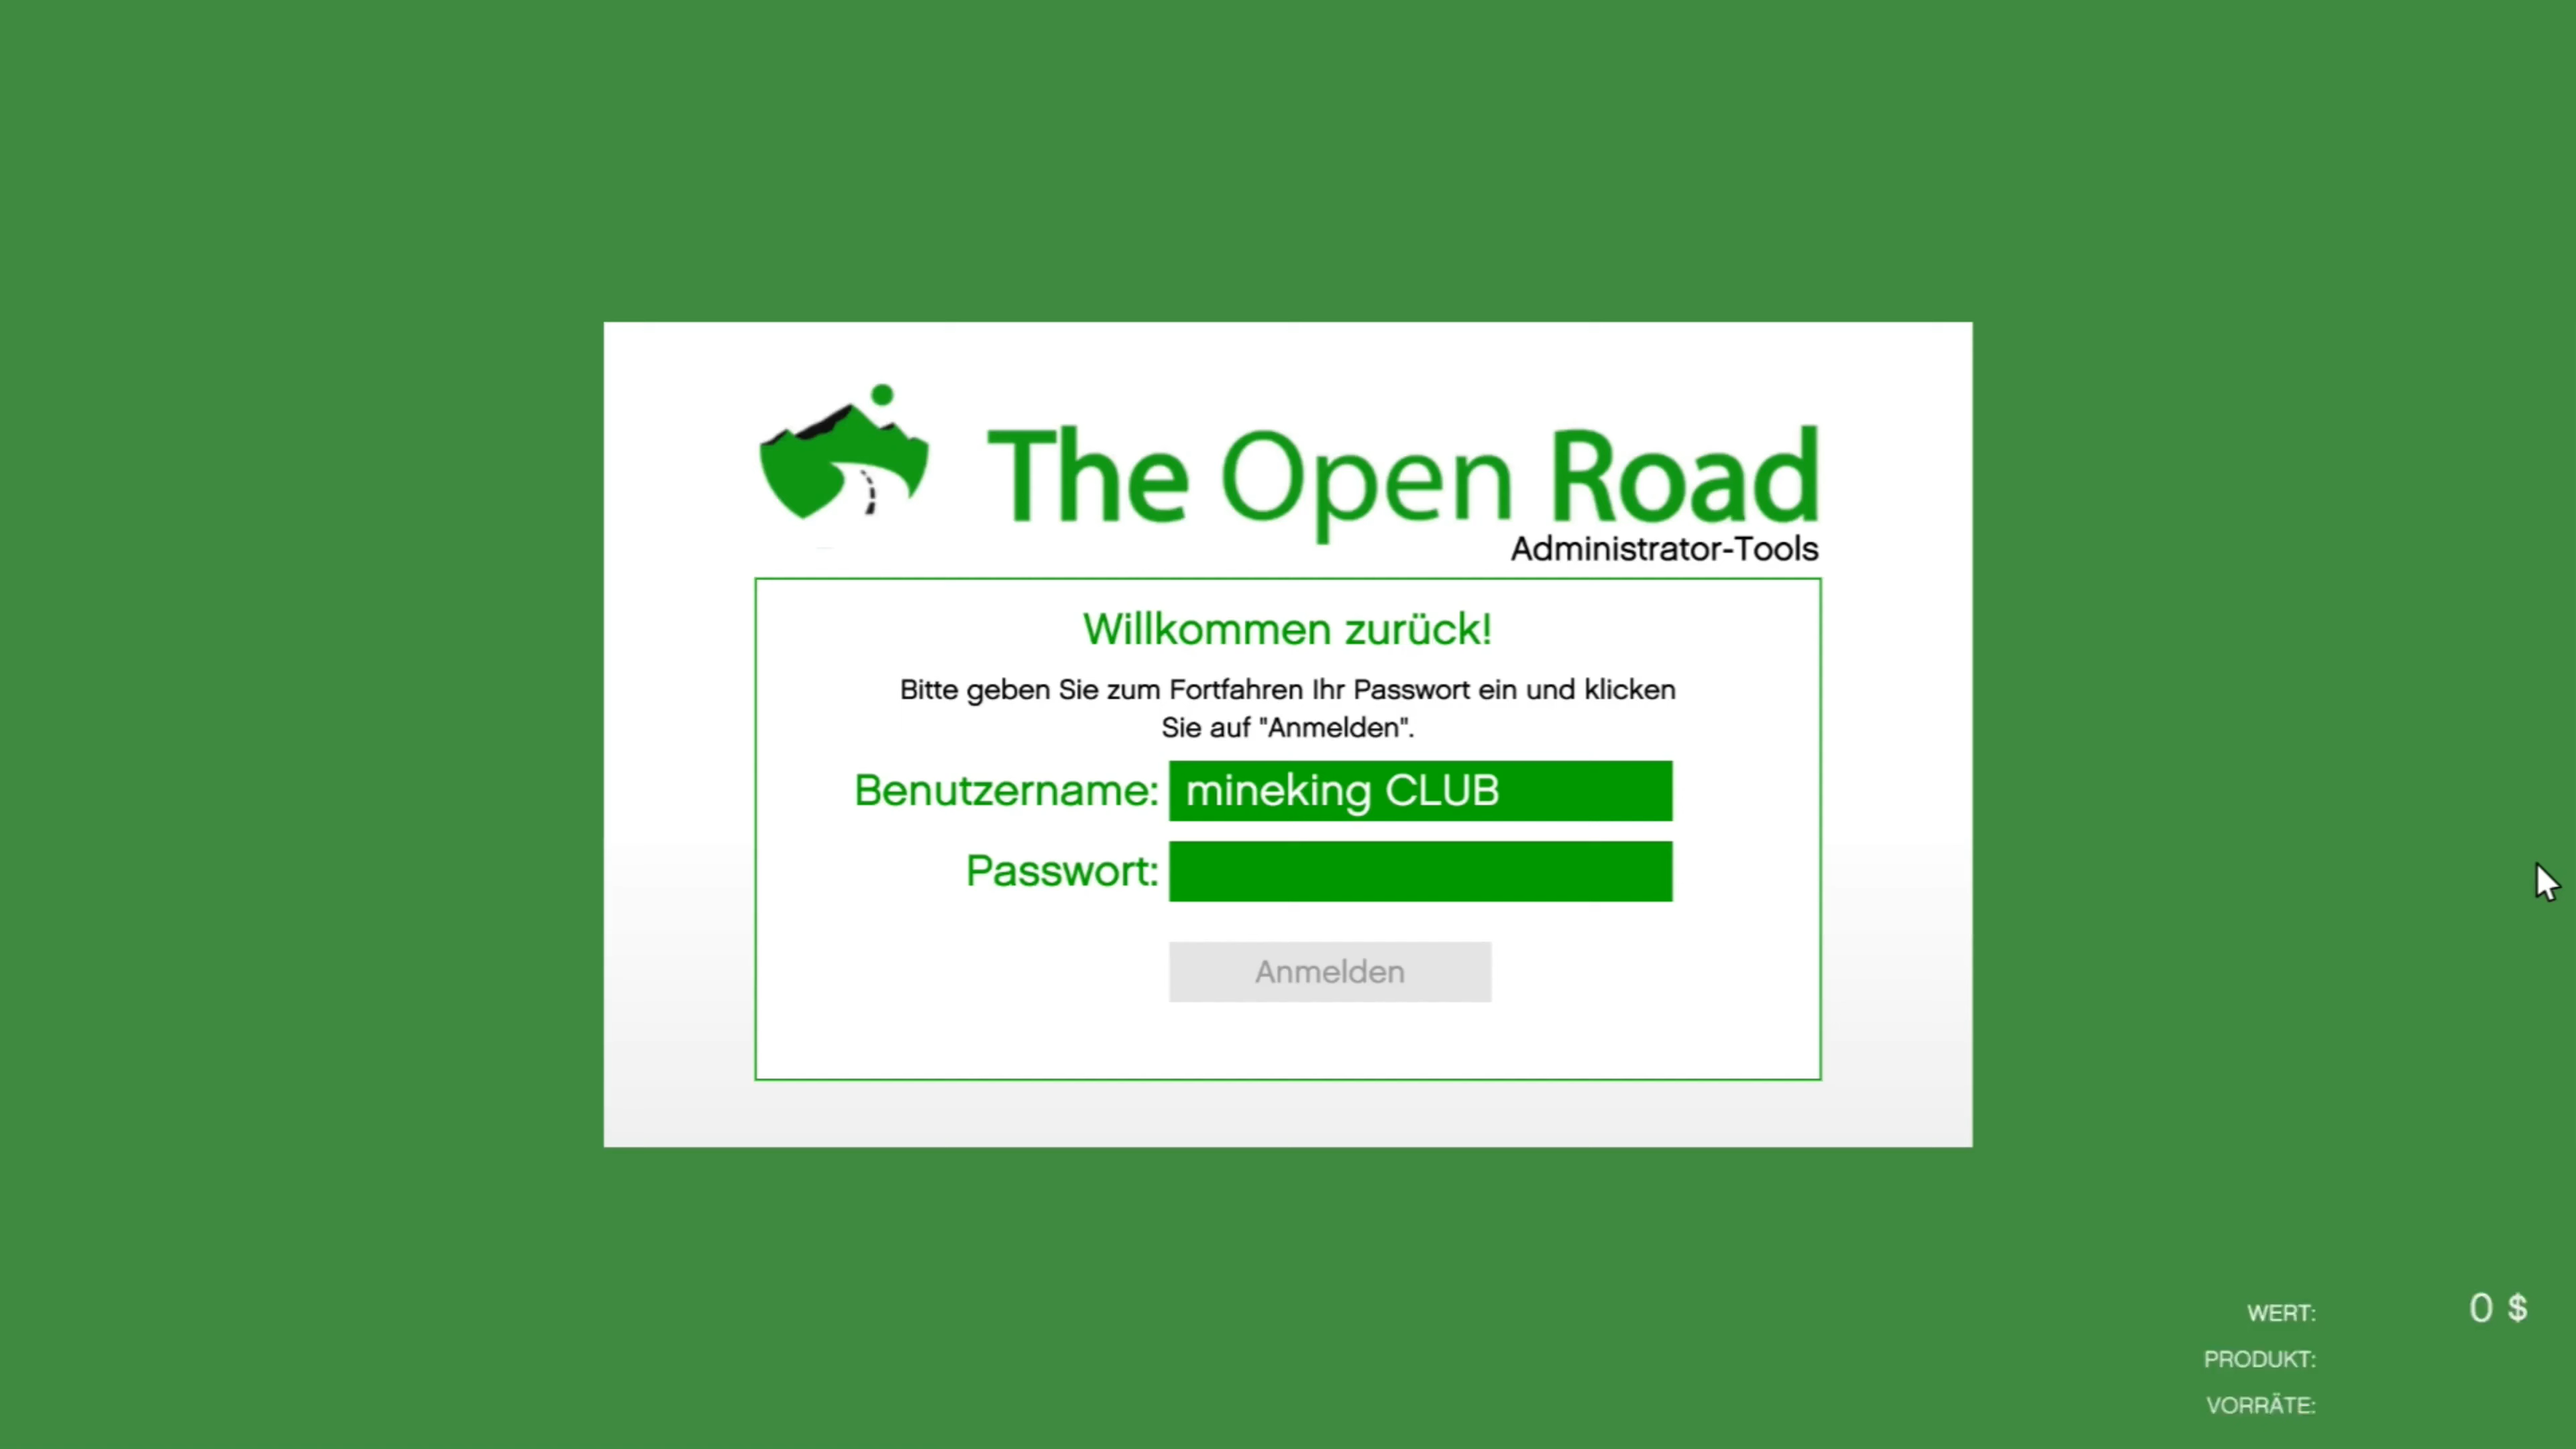 The Open Road
Administrator-Tools
Willkommen zurück!
Bitte geben Sie zum Fortfahren Ihr Passwort ein und klicken
Sie auf "Anmelden".
Benutzername: mineking CLUB
Passwort:
Anmelden
WERT: 0 $
PRODUKT:
VORRÄTE: